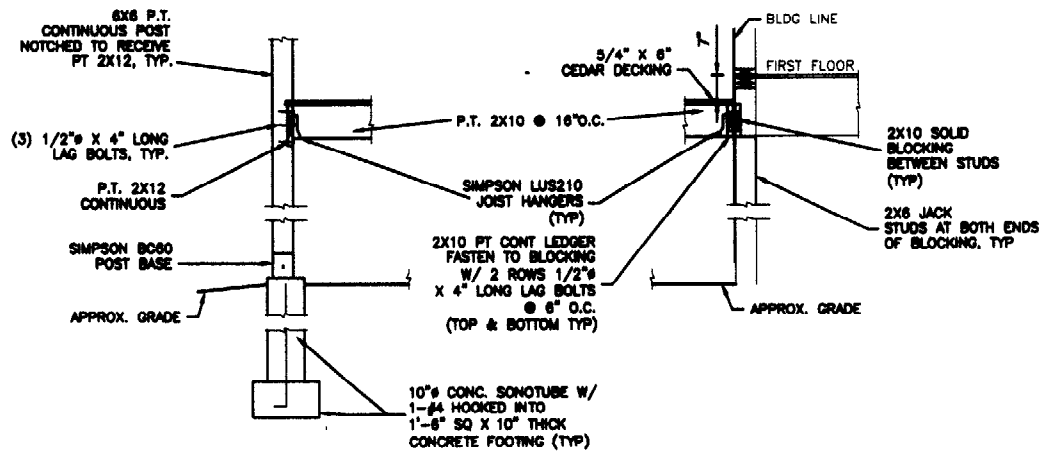 6X6 P.T.
CONTINUOUS POST
NOTCHED TO RECEIVE
PT 2X12, TYP.
(3) 1/2"ø X 4" LONG
LAG BOLTS, TYP.
P.T. 2X12
CONTINUOUS
SIMPSON BC60
POST BASE
APPROX. GRADE
5/4" X 6"
CEDAR DECKING
P.T. 2X10 @ 16"O.C.
SIMPSON LUS210
JOIST HANGERS
(TYP)
2X10 PT CONT LEDGER
FASTEN TO BLOCKING
W/ 2 ROWS 1/2"ø
X 4" LONG LAG BOLTS
@ 6" O.C.
(TOP & BOTTOM TYP)
10"ø CONC. SONOTUBE W/
1-#4 HOOKED INTO
1'-6" SQ X 10" THICK
CONCRETE FOOTING (TYP)
BLDG LINE
FIRST FLOOR
2X10 SOLID
BLOCKING
BETWEEN STUDS
(TYP)
2X6 JACK
STUDS AT BOTH ENDS
OF BLOCKING, TYP
APPROX. GRADE